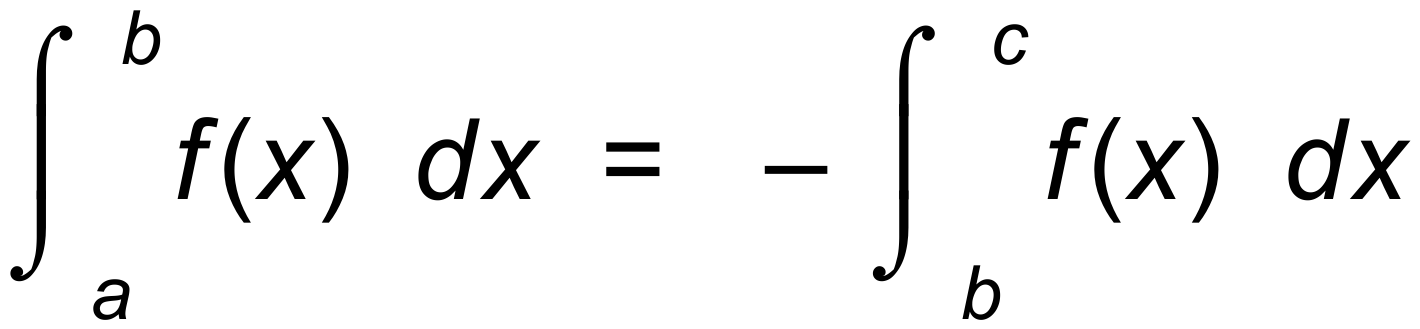 ∫_a^b f(x) dx = −∫_b^c f(x) dx